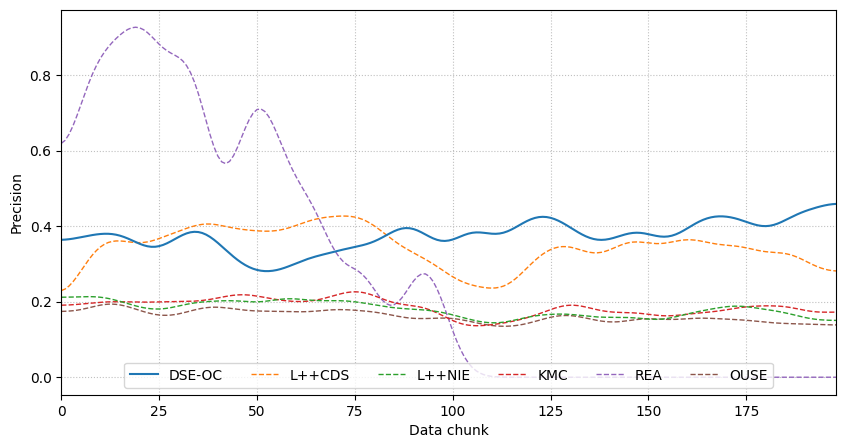 0.8
0.6
0.4
0.2
0.0
Precision
DSE-OC L++CDS L++NIE KMC REA OUSE
0 25 50 75 100 125 150 175
Data chunk